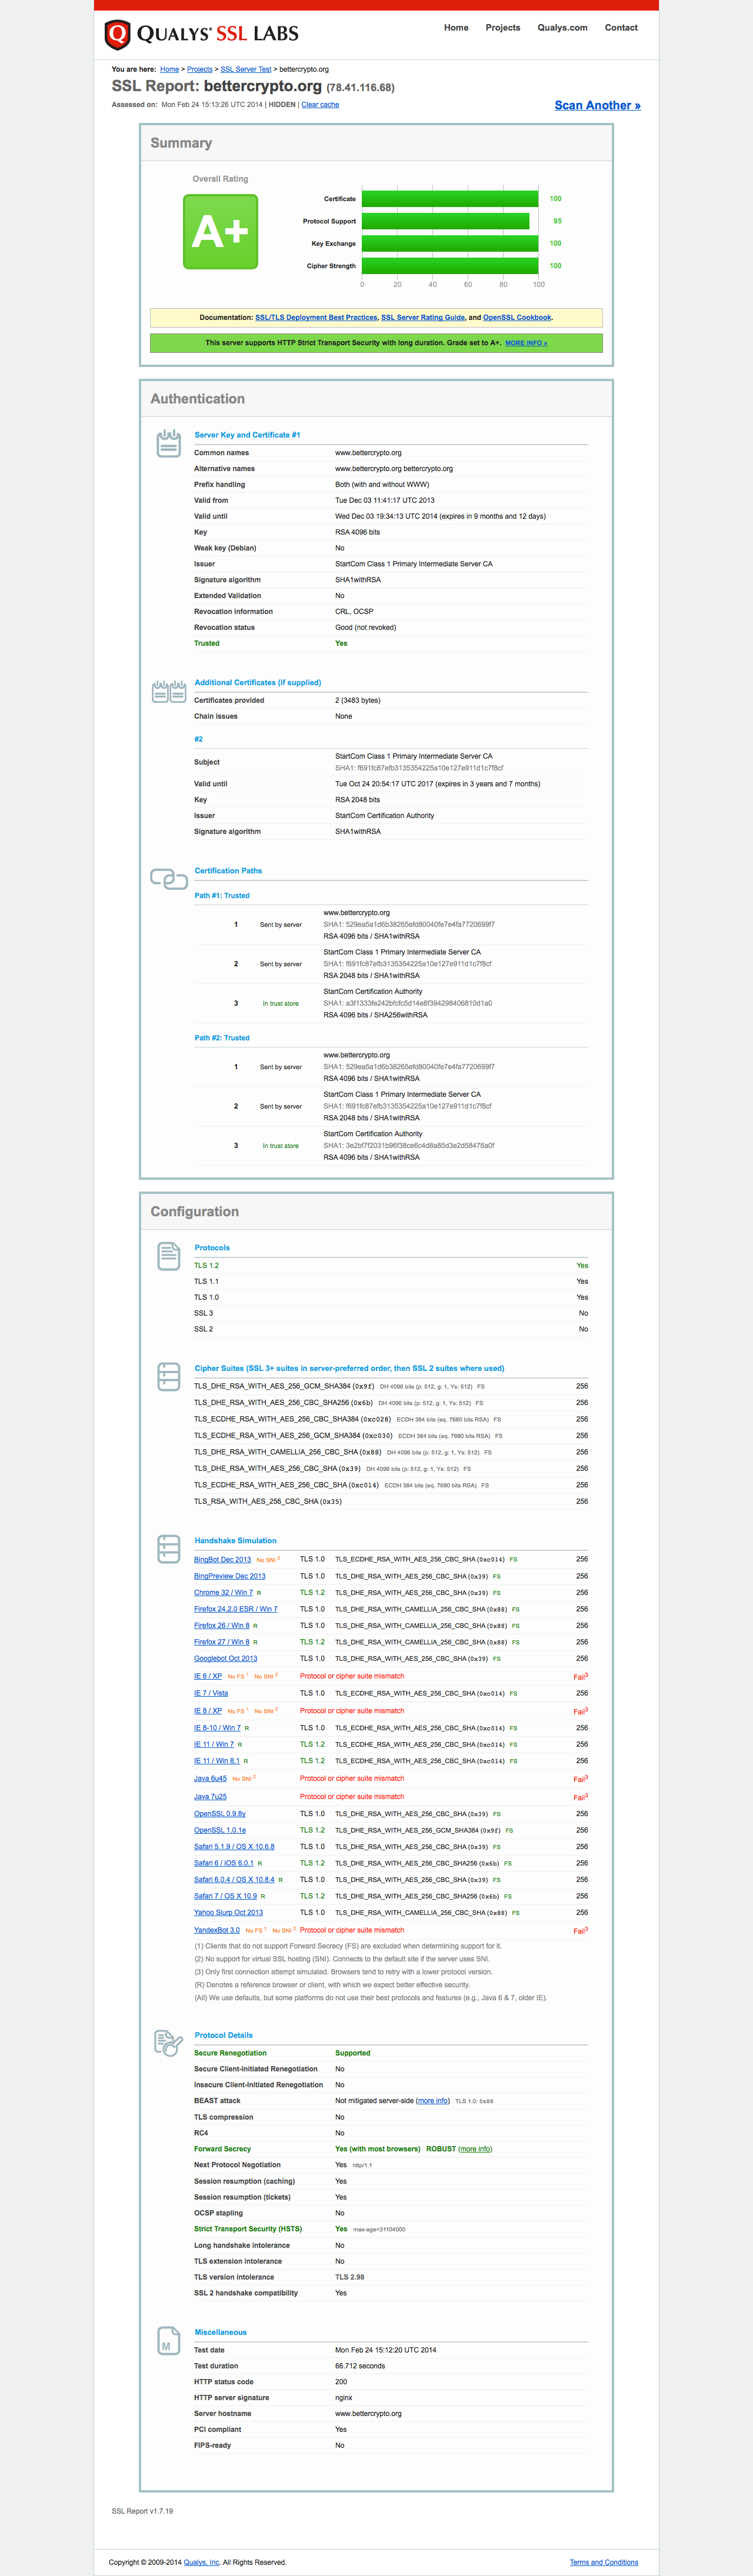 QUALYS® SSL LABS
Home Projects Qualys.com Contact
You are here: Home > Projects > SSL Server Test > bettercrypto.org
SSL Report: bettercrypto.org (78.41.116.68)
Assessed on: Mon Feb 24 15:13:26 UTC 2014 | HIDDEN | Clear cache
Scan Another »
Summary
Overall Rating
A+
Certificate 100
Protocol Support 95
Key Exchange 100
Cipher Strength 100
0 20 40 60 80 100
Documentation: SSL/TLS Deployment Best Practices, SSL Server Rating Guide, and OpenSSL Cookbook.
This server supports HTTP Strict Transport Security with long duration. Grade set to A+. MORE INFO »
Authentication
Server Key and Certificate #1
Common names www.bettercrypto.org
Alternative names www.bettercrypto.org bettercrypto.org
Prefix handling Both (with and without WWW)
Valid from Tue Dec 03 11:41:17 UTC 2013
Valid until Wed Dec 03 19:34:13 UTC 2014 (expires in 9 months and 12 days)
Key RSA 4096 bits
Weak key (Debian) No
Issuer StartCom Class 1 Primary Intermediate Server CA
Signature algorithm SHA1withRSA
Extended Validation No
Revocation information CRL, OCSP
Revocation status Good (not revoked)
Trusted Yes
Additional Certificates (if supplied)
Certificates provided 2 (3483 bytes)
Chain issues None
#2
Subject StartCom Class 1 Primary Intermediate Server CA
SHA1: f691fc87efb3135354225a10e127e911d1c7f8cf
Valid until Tue Oct 24 20:54:17 UTC 2017 (expires in 3 years and 7 months)
Key RSA 2048 bits
Issuer StartCom Certification Authority
Signature algorithm SHA1withRSA
Certification Paths
Path #1: Trusted
www.bettercrypto.org
1 Sent by server SHA1: 529ea5a1d6b38265efd80040fe7e4fa7720699f7
RSA 4096 bits / SHA1withRSA
StartCom Class 1 Primary Intermediate Server CA
2 Sent by server SHA1: f691fc87efb3135354225a10e127e911d1c7f8cf
RSA 2048 bits / SHA1withRSA
StartCom Certification Authority
3 In trust store SHA1: a3f1333fe242bfcfc5d14e8f394298406810d1a0
RSA 4096 bits / SHA256withRSA
Path #2: Trusted
www.bettercrypto.org
1 Sent by server SHA1: 529ea5a1d6b38265efd80040fe7e4fa7720699f7
RSA 4096 bits / SHA1withRSA
StartCom Class 1 Primary Intermediate Server CA
2 Sent by server SHA1: f691fc87efb3135354225a10e127e911d1c7f8cf
RSA 2048 bits / SHA1withRSA
StartCom Certification Authority
3 In trust store SHA1: 3e2bf7f2031b96f38ce6c4d8a85d3e2d58476a0f
RSA 4096 bits / SHA1withRSA
Configuration
Protocols
TLS 1.2 Yes
TLS 1.1 Yes
TLS 1.0 Yes
SSL 3 No
SSL 2 No
Cipher Suites (SSL 3+ suites in server-preferred order, then SSL 2 suites where used)
TLS_DHE_RSA_WITH_AES_256_GCM_SHA384 (0x9f) DH 4096 bits (p: 512, g: 1, Ys: 512) FS 256
TLS_DHE_RSA_WITH_AES_256_CBC_SHA256 (0x6b) DH 4096 bits (p: 512, g: 1, Ys: 512) FS 256
TLS_ECDHE_RSA_WITH_AES_256_CBC_SHA384 (0xc028) ECDH 384 bits (eq. 7680 bits RSA) FS 256
TLS_ECDHE_RSA_WITH_AES_256_GCM_SHA384 (0xc030) ECDH 384 bits (eq. 7680 bits RSA) FS 256
TLS_DHE_RSA_WITH_CAMELLIA_256_CBC_SHA (0x88) DH 4096 bits (p: 512, g: 1, Ys: 512) FS 256
TLS_DHE_RSA_WITH_AES_256_CBC_SHA (0x39) DH 4096 bits (p: 512, g: 1, Ys: 512) FS 256
TLS_ECDHE_RSA_WITH_AES_256_CBC_SHA (0xc014) ECDH 384 bits (eq. 7680 bits RSA) FS 256
TLS_RSA_WITH_AES_256_CBC_SHA (0x35) 256
Handshake Simulation
BingBot Dec 2013 No SNI 2 TLS 1.0 TLS_ECDHE_RSA_WITH_AES_256_CBC_SHA (0xc014) FS 256
BingPreview Dec 2013 TLS 1.0 TLS_DHE_RSA_WITH_AES_256_CBC_SHA (0x39) FS 256
Chrome 32 / Win 7 R TLS 1.2 TLS_DHE_RSA_WITH_AES_256_CBC_SHA (0x39) FS 256
Firefox 24.2.0 ESR / Win 7 TLS 1.0 TLS_DHE_RSA_WITH_CAMELLIA_256_CBC_SHA (0x88) FS 256
Firefox 26 / Win 8 R TLS 1.0 TLS_DHE_RSA_WITH_CAMELLIA_256_CBC_SHA (0x88) FS 256
Firefox 27 / Win 8 R TLS 1.2 TLS_DHE_RSA_WITH_CAMELLIA_256_CBC_SHA (0x88) FS 256
Googlebot Oct 2013 TLS 1.0 TLS_DHE_RSA_WITH_AES_256_CBC_SHA (0x39) FS 256
IE 6 / XP No FS 1 No SNI 2 Protocol or cipher suite mismatch Fail3
IE 7 / Vista TLS 1.0 TLS_ECDHE_RSA_WITH_AES_256_CBC_SHA (0xc014) FS 256
IE 8 / XP No FS 1 No SNI 2 Protocol or cipher suite mismatch Fail3
IE 8-10 / Win 7 R TLS 1.0 TLS_ECDHE_RSA_WITH_AES_256_CBC_SHA (0xc014) FS 256
IE 11 / Win 7 R TLS 1.2 TLS_ECDHE_RSA_WITH_AES_256_CBC_SHA (0xc014) FS 256
IE 11 / Win 8.1 R TLS 1.2 TLS_ECDHE_RSA_WITH_AES_256_CBC_SHA (0xc014) FS 256
Java 6u45 No SNI 2 Protocol or cipher suite mismatch Fail3
Java 7u25 Protocol or cipher suite mismatch Fail3
OpenSSL 0.9.8y TLS 1.0 TLS_DHE_RSA_WITH_AES_256_CBC_SHA (0x39) FS 256
OpenSSL 1.0.1e TLS 1.2 TLS_DHE_RSA_WITH_AES_256_GCM_SHA384 (0x9f) FS 256
Safari 5.1.9 / OS X 10.6.8 TLS 1.0 TLS_DHE_RSA_WITH_AES_256_CBC_SHA (0x39) FS 256
Safari 6 / iOS 6.0.1 R TLS 1.2 TLS_DHE_RSA_WITH_AES_256_CBC_SHA256 (0x6b) FS 256
Safari 6.0.4 / OS X 10.8.4 R TLS 1.0 TLS_DHE_RSA_WITH_AES_256_CBC_SHA (0x39) FS 256
Safari 7 / OS X 10.9 R TLS 1.2 TLS_DHE_RSA_WITH_AES_256_CBC_SHA256 (0x6b) FS 256
Yahoo Slurp Oct 2013 TLS 1.0 TLS_DHE_RSA_WITH_CAMELLIA_256_CBC_SHA (0x88) FS 256
YandexBot 3.0 No FS 1 No SNI 2 Protocol or cipher suite mismatch Fail3
(1) Clients that do not support Forward Secrecy (FS) are excluded when determining support for it.
(2) No support for virtual SSL hosting (SNI). Connects to the default site if the server uses SNI.
(3) Only first connection attempt simulated. Browsers tend to retry with a lower protocol version.
(R) Denotes a reference browser or client, with which we expect better effective security.
(All) We use defaults, but some platforms do not use their best protocols and features (e.g., Java 6 & 7, older IE).
Protocol Details
Secure Renegotiation Supported
Secure Client-Initiated Renegotiation No
Insecure Client-Initiated Renegotiation No
BEAST attack Not mitigated server-side (more info) TLS 1.0: 0x88
TLS compression No
RC4 No
Forward Secrecy Yes (with most browsers) ROBUST (more info)
Next Protocol Negotiation Yes http/1.1
Session resumption (caching) Yes
Session resumption (tickets) Yes
OCSP stapling No
Strict Transport Security (HSTS) Yes max-age=31104000
Long handshake intolerance No
TLS extension intolerance No
TLS version intolerance TLS 2.98
SSL 2 handshake compatibility Yes
Miscellaneous
Test date Mon Feb 24 15:12:20 UTC 2014
Test duration 66.712 seconds
HTTP status code 200
HTTP server signature nginx
Server hostname www.bettercrypto.org
PCI compliant Yes
FIPS-ready No
SSL Report v1.7.19
Copyright © 2009-2014 Qualys, Inc. All Rights Reserved. Terms and Conditions